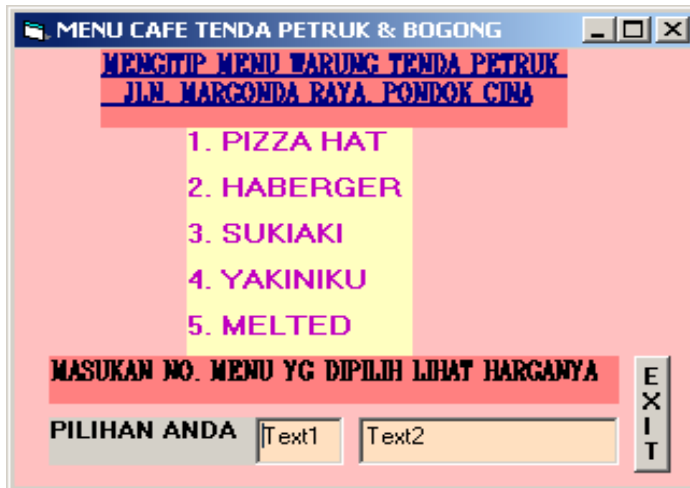 MENU CAFE TENDA PETRUK & BOGONG
MENGITIP MENU WARUNG TENDA PETRUK
JLN. MARGONDA RAYA. PONDOK CINA
1. PIZZA HAT
2. HABERGER
3. SUKIAKI
4. YAKINIKU
5. MELTED
MASUKAN NO. MENU YG DIPILIH LIHAT HARGANYA
PILIHAN ANDA Text1 Text2
EXIT